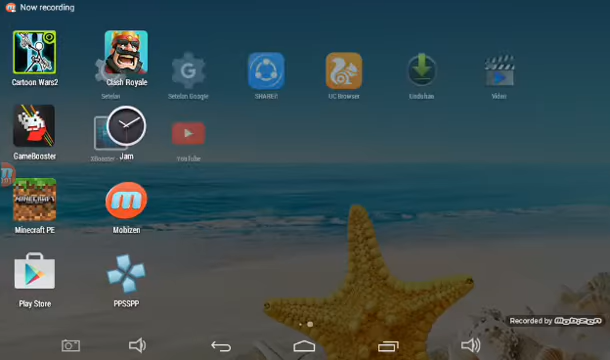 Now recording
Cartoon Wars2
Clash Royale
Setelan
Setelan Google
SHAREit
UC Browser
Unduhan
Video
GameBooster
Jam
YouTube
Minecraft PE
Mobizen
Play Store
PPSSPP
Recorded by Mobizen